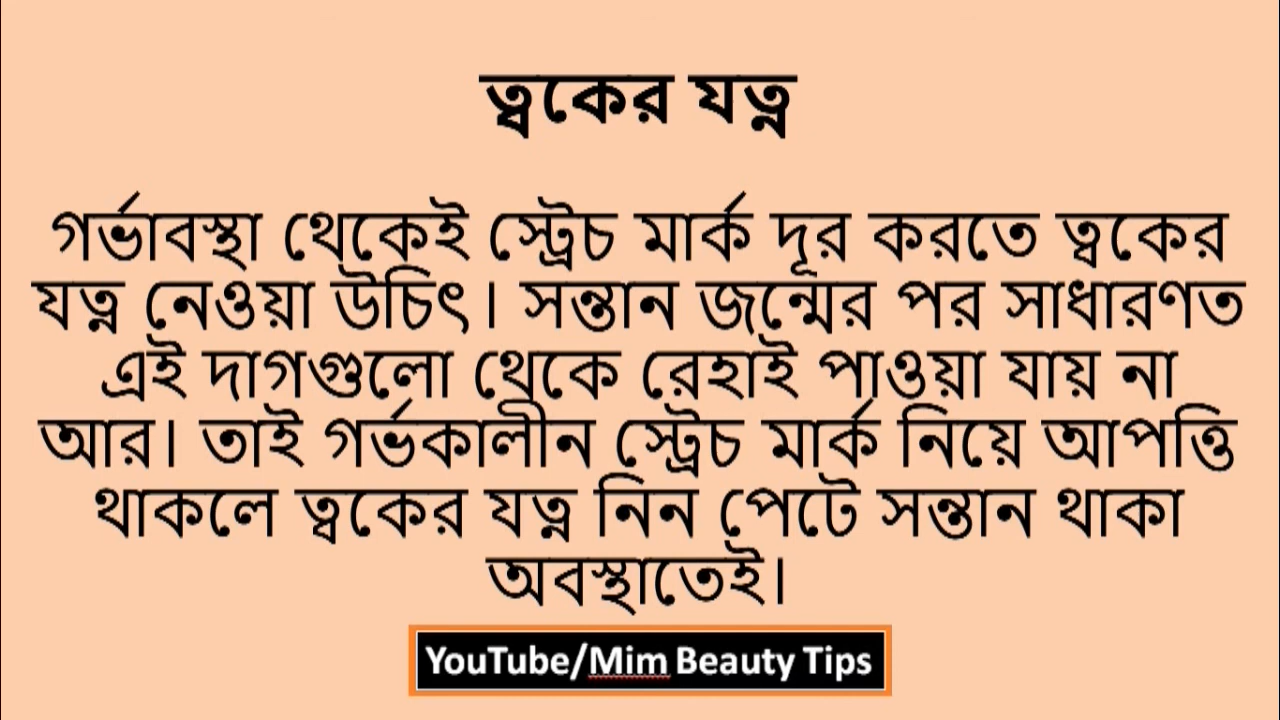 ত্বকের যত্ন
গর্ভাবস্থা থেকেই স্ট্রেচ মার্ক দূর করতে ত্বকের
যত্ন নেওয়া উচিৎ। সন্তান জন্মের পর সাধারণত
এই দাগগুলো থেকে রেহাই পাওয়া যায় না
আর। তাই গর্ভকালীন স্ট্রেচ মার্ক নিয়ে আপত্তি
থাকলে ত্বকের যত্ন নিন পেটে সন্তান থাকা
অবস্থাতেই।
YouTube/Mim Beauty Tips